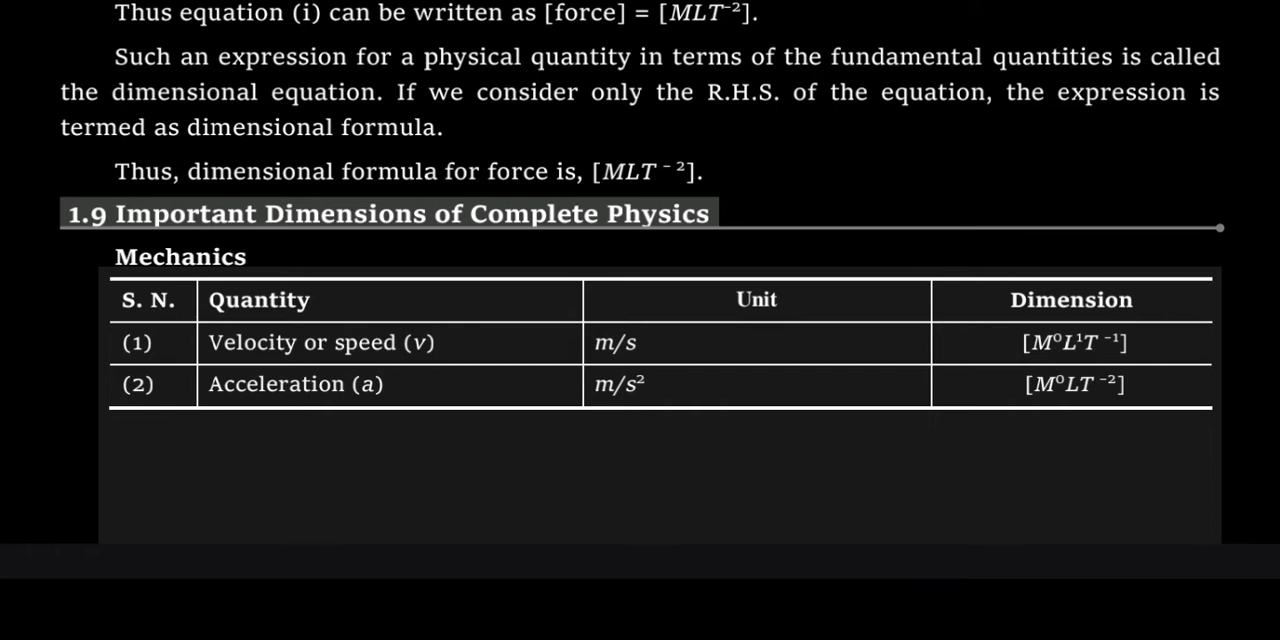 Thus equation (i) can be written as [force] = [MLT⁻²].
Such an expression for a physical quantity in terms of the fundamental quantities is called
the dimensional equation. If we consider only the R.H.S. of the equation, the expression is
termed as dimensional formula.
Thus, dimensional formula for force is, [MLT ⁻ ²].
1.9 Important Dimensions of Complete Physics
Mechanics
S. N. Quantity Unit Dimension
(1) Velocity or speed (v) m/s [M⁰L¹T ⁻¹]
(2) Acceleration (a) m/s² [M⁰LT ⁻²]